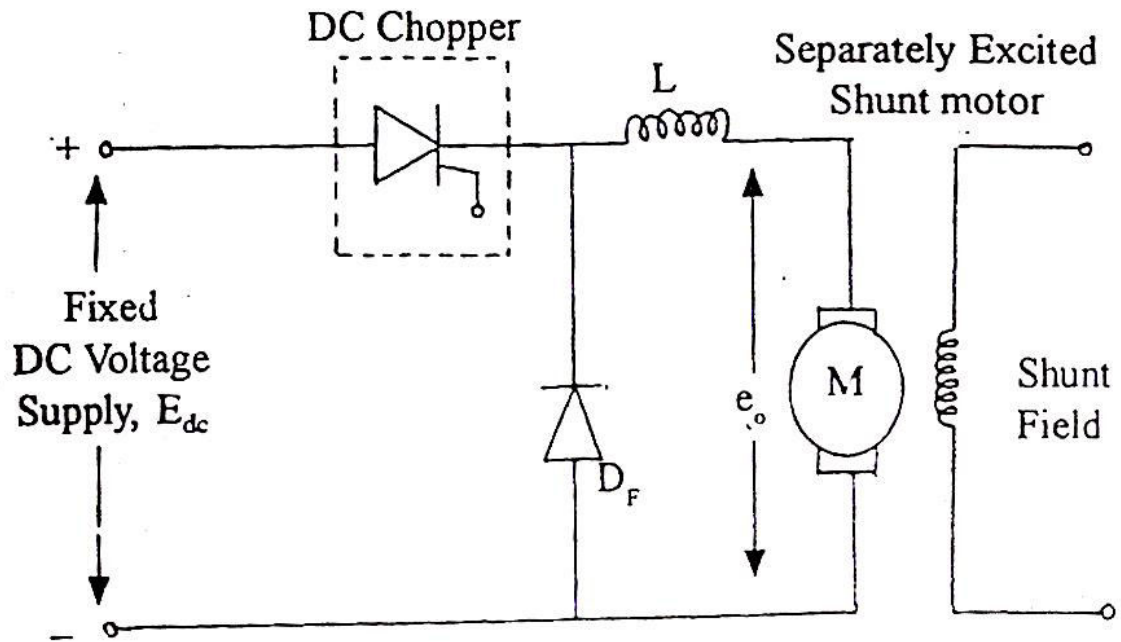 DC Chopper
Separately Excited
Shunt motor
L
+
Fixed
DC Voltage
Supply, E_dc
D_F
e_o
M
Shunt
Field
−